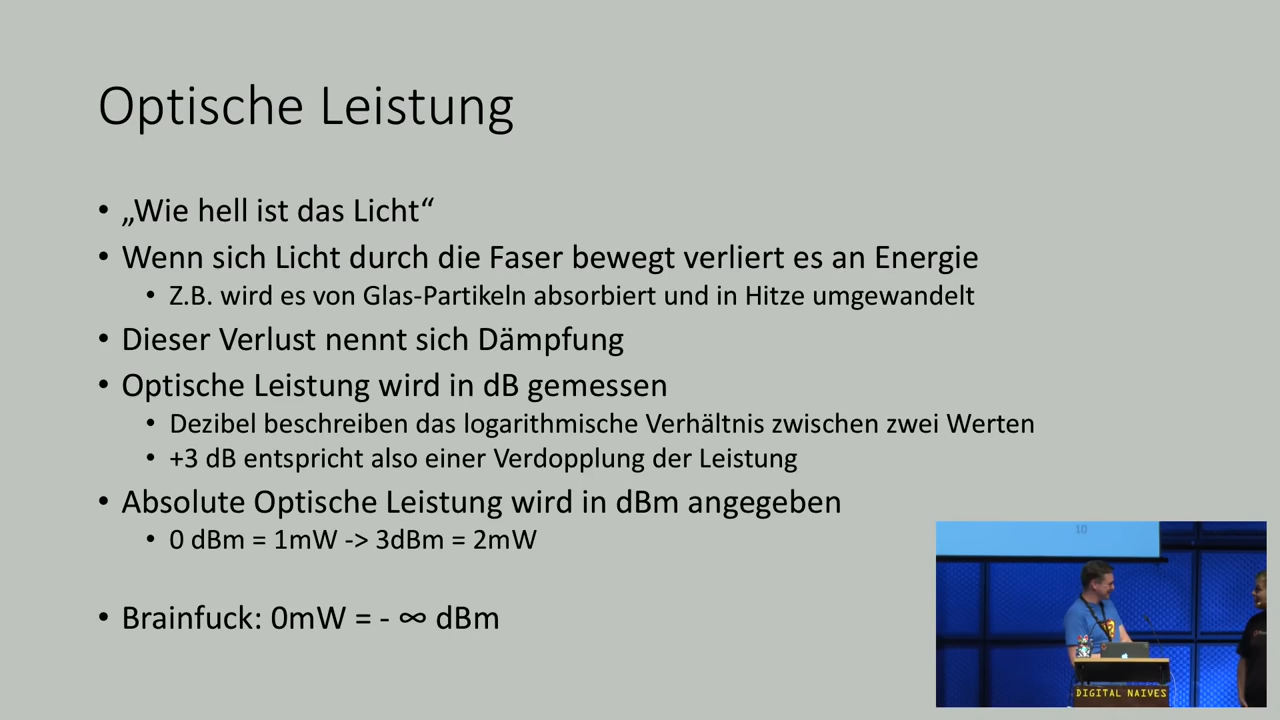 Optische Leistung
• „Wie hell ist das Licht“
• Wenn sich Licht durch die Faser bewegt verliert es an Energie
• Z.B. wird es von Glas-Partikeln absorbiert und in Hitze umgewandelt
• Dieser Verlust nennt sich Dämpfung
• Optische Leistung wird in dB gemessen
• Dezibel beschreiben das logarithmische Verhältnis zwischen zwei Werten
• +3 dB entspricht also einer Verdopplung der Leistung
• Absolute Optische Leistung wird in dBm angegeben
• 0 dBm = 1mW -> 3dBm = 2mW
• Brainfuck: 0mW = - ∞ dBm
10
DIGITAL NAIVES